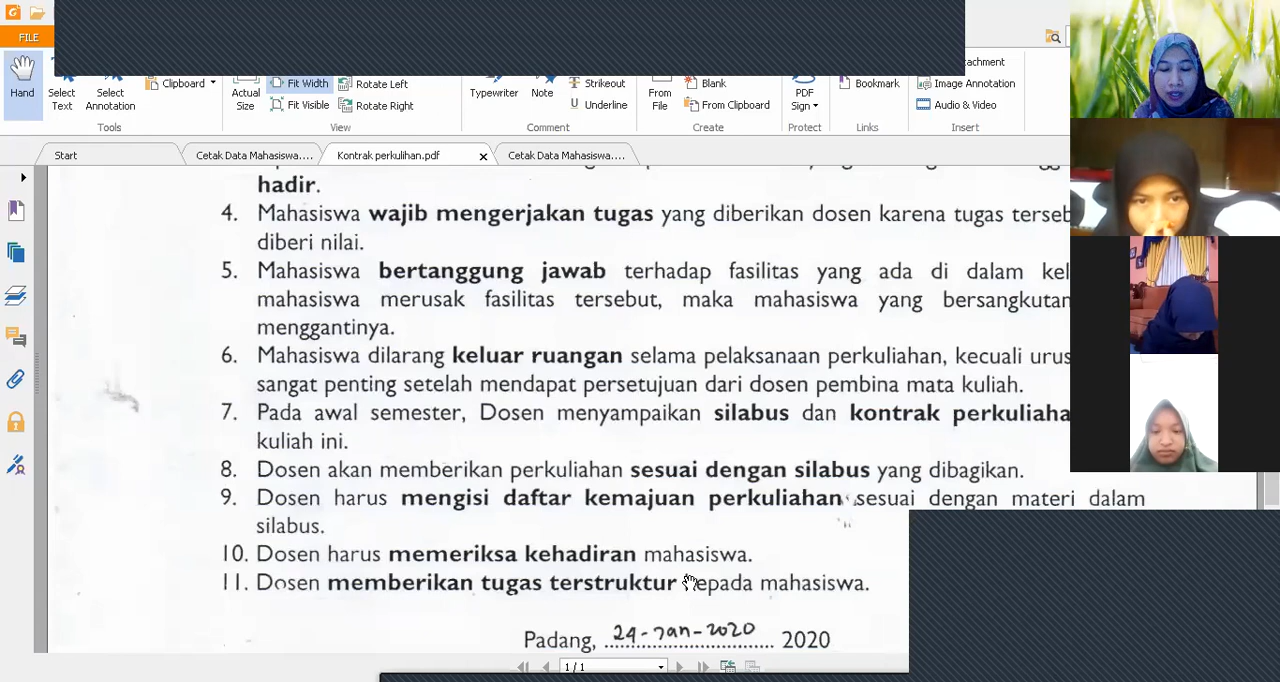 FILE
Hand
Select
Text
Select
Annotation
Clipboard
Actual
Size
Fit Width
Fit Visible
Rotate Left
Rotate Right
Typewriter
Note
Strikeout
Underline
From
File
Blank
From Clipboard
PDF
Sign
Bookmark
Image Annotation
Audio & Video
Tools
View
Comment
Create
Protect
Links
Insert
Start
Cetak Data Mahasiswa....
Kontrak perkulihan.pdf
Cetak Data Mahasiswa....
hadir.
4. Mahasiswa wajib mengerjakan tugas yang diberikan dosen karena tugas terseb
diberi nilai.
5. Mahasiswa bertanggung jawab terhadap fasilitas yang ada di dalam kel
mahasiswa merusak fasilitas tersebut, maka mahasiswa yang bersangkutan
menggantinya.
6. Mahasiswa dilarang keluar ruangan selama pelaksanaan perkuliahan, kecuali urus
sangat penting setelah mendapat persetujuan dari dosen pembina mata kuliah.
7. Pada awal semester, Dosen menyampaikan silabus dan kontrak perkuliaha
kuliah ini.
8. Dosen akan memberikan perkuliahan sesuai dengan silabus yang dibagikan.
9. Dosen harus mengisi daftar kemajuan perkuliahan sesuai dengan materi dalam
silabus.
10. Dosen harus memeriksa kehadiran mahasiswa.
11. Dosen memberikan tugas terstruktur kepada mahasiswa.
Padang, 24-Jan-2020 2020
1 / 1